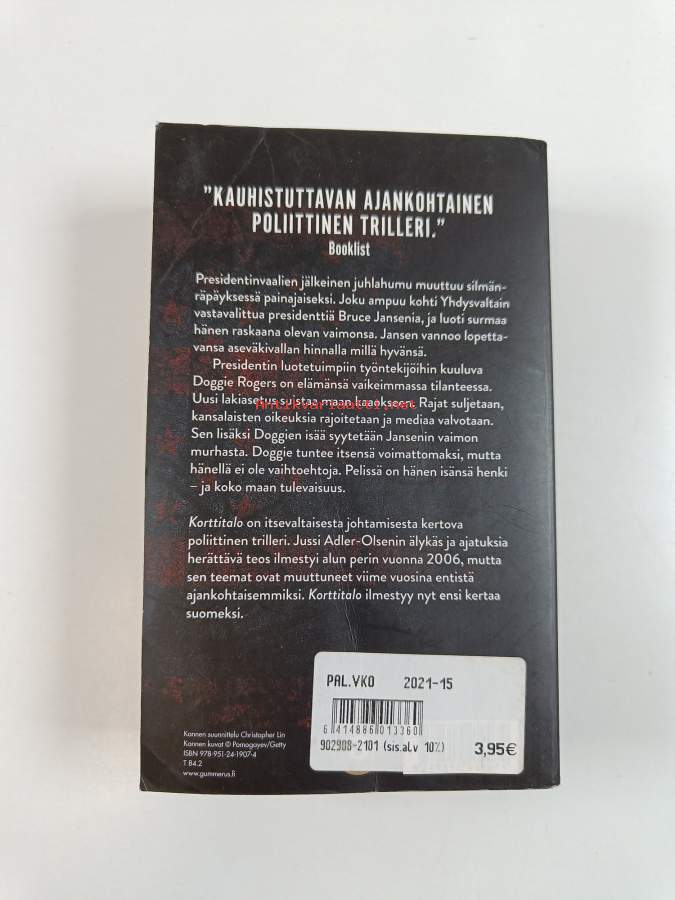 "KAUHISTUTTAVAN AJANKOHTAINEN
POLIITTINEN TRILLERI."
Booklist
Presidentinvaalien jälkeinen juhlahumu muuttuu silmän-
räpäyksessä painajaiseksi. Joku ampuu kohti Yhdysvaltain
vastavalittua presidenttiä Bruce Jansenia, ja luoti surmaa
hänen raskaana olevan vaimonsa. Jansen vannoo lopetta-
vansa aseväkivallan hinnalla millä hyvänsä.
Presidentin luotetuimpiin työntekijöihin kuuluva
Doggie Rogers on elämänsä vaikeimmassa tilanteessa.
Uusi lakiasetus suistaa maan kaaokseen. Rajat suljetaan,
Antikvariaatti.net
kansalaisten oikeuksia rajoitetaan ja mediaa valvotaan.
Sen lisäksi Doggien isää syytetään Jansenin vaimon
murhasta. Doggie tuntee itsensä voimattomaksi, mutta
hänellä ei ole vaihtoehtoja. Pelissä on hänen isänsä henki
– ja koko maan tulevaisuus.
Korttitalo on itsevaltaisesta johtamisesta kertova
poliittinen trilleri. Jussi Adler-Olsenin älykäs ja ajatuksia
herättävä teos ilmestyi alun perin vuonna 2006, mutta
sen teemat ovat muuttuneet viime vuosina entistä
ajankohtaisemmiksi. Korttitalo ilmestyy nyt ensi kertaa
suomeksi.
PAL.VKO 2021-15
6 414886 013360
902908-2101 (sis.alv 10%) 3,95€
Kannen suunnittelu Christopher Lin
Kannen kuvat © Pomogayev/Getty
ISBN 978-951-24-1907-4
T 84.2
www.gummerus.fi